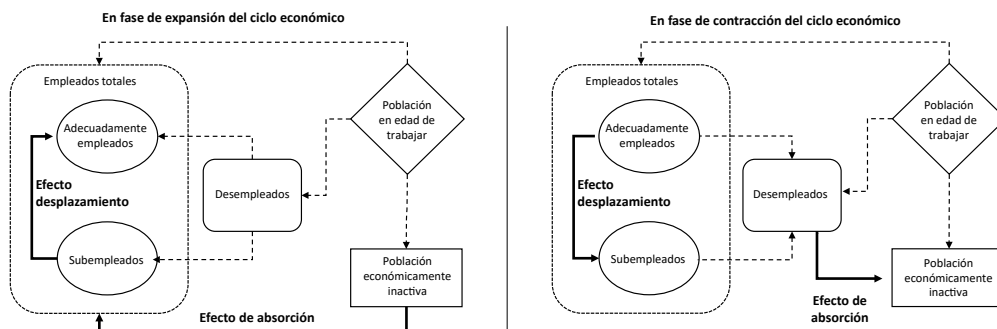 En fase de expansión del ciclo económico
Empleados totales
Adecuadamente
empleados
Efecto
desplazamiento
Subempleados
Desempleados
Población
en edad de
trabajar
Población
económicamente
inactiva
Efecto de absorción
En fase de contracción del ciclo económico
Empleados totales
Adecuadamente
empleados
Efecto
desplazamiento
Subempleados
Desempleados
Población
en edad de
trabajar
Población
económicamente
inactiva
Efecto de
absorción